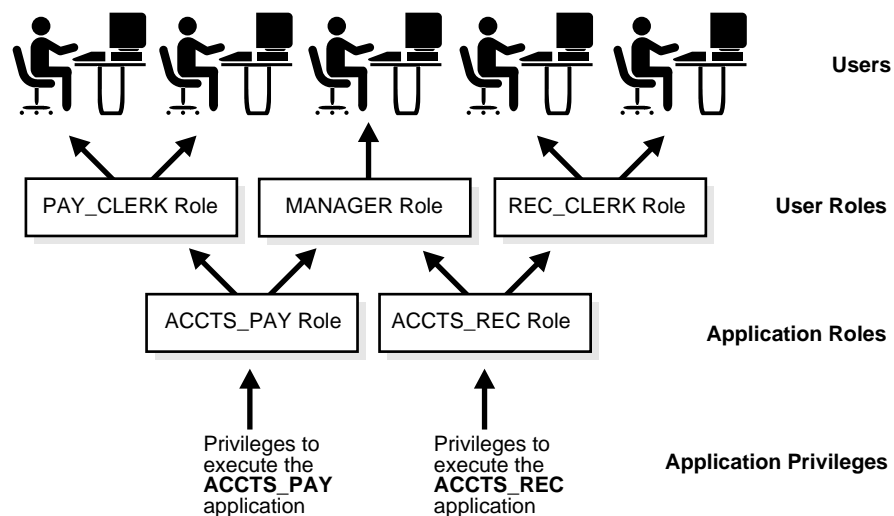 Users
PAY_CLERK Role
MANAGER Role
REC_CLERK Role
User Roles
ACCTS_PAY Role
ACCTS_REC Role
Application Roles
Privileges to
execute the
ACCTS_PAY
application
Privileges to
execute the
ACCTS_REC
application
Application Privileges